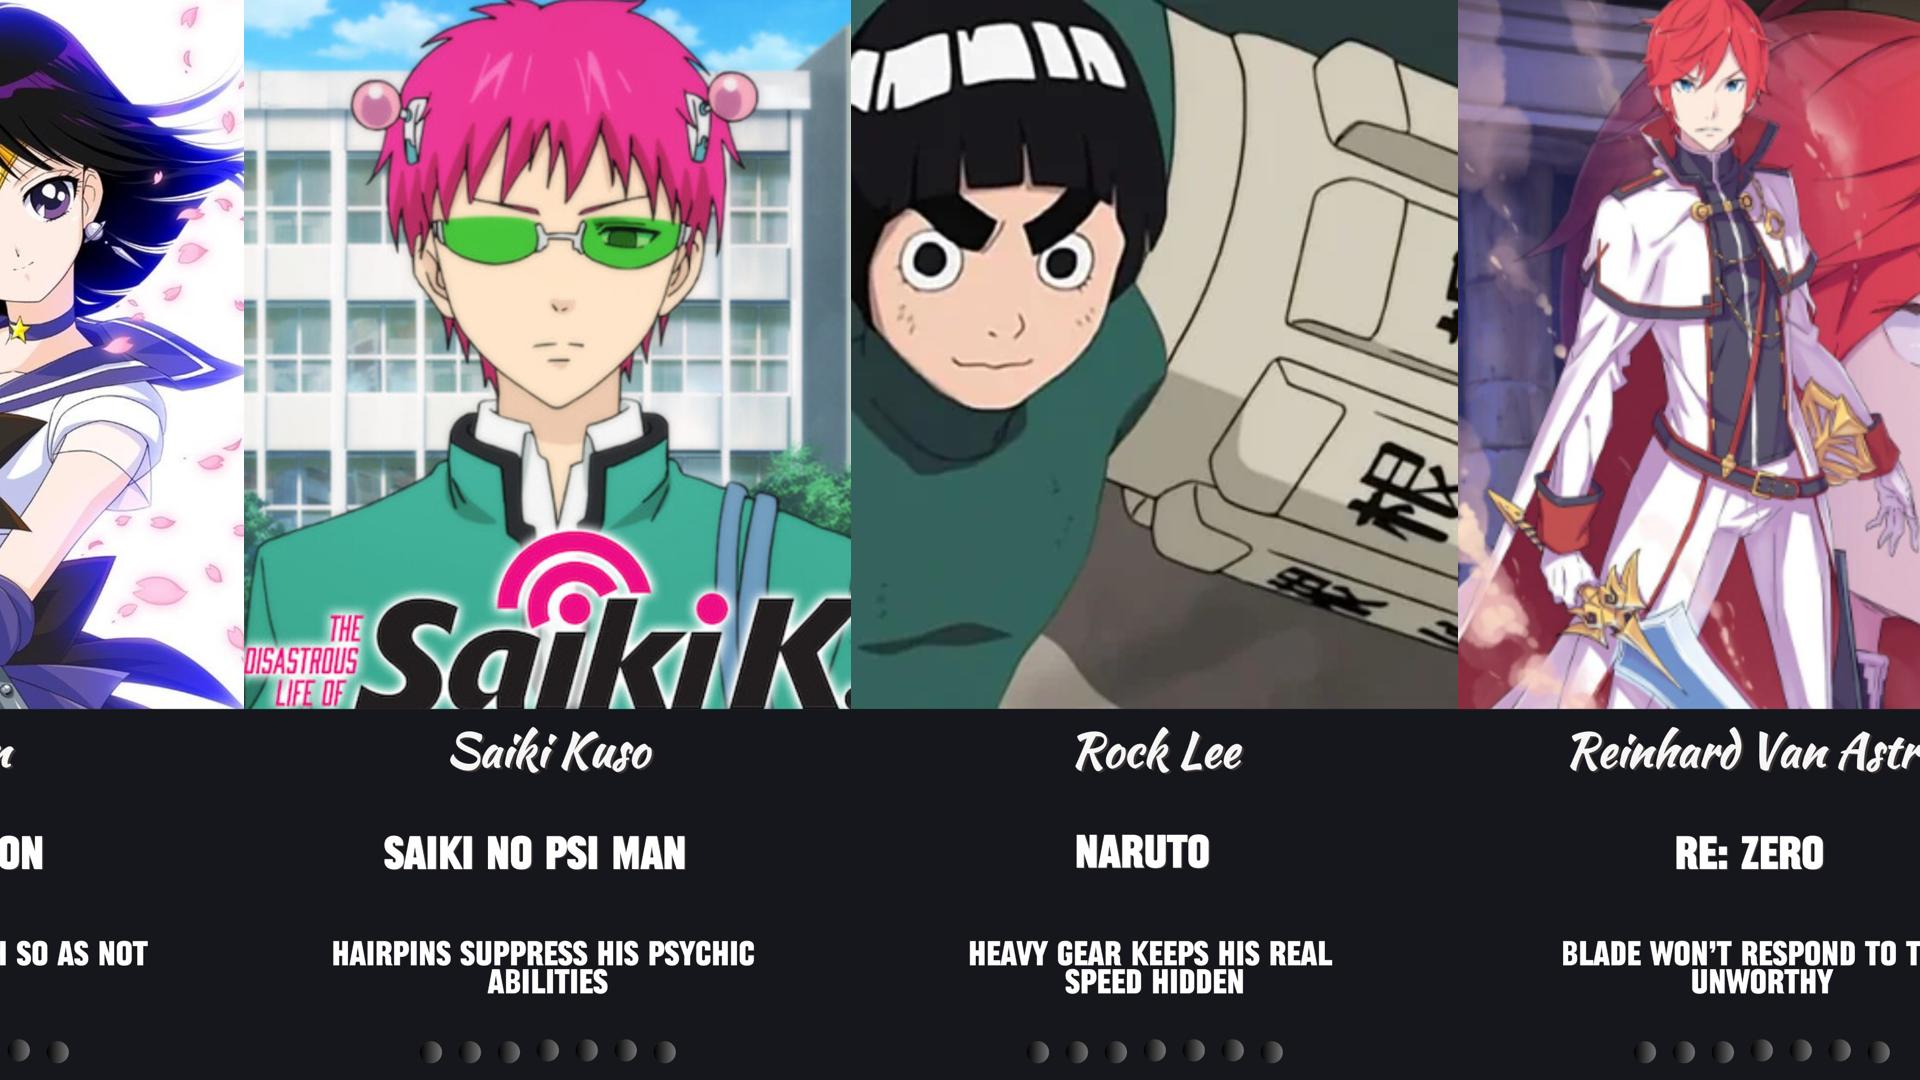 THE
DISASTROUS
LIFE OF
Saiki K.
根
Saiki Kuso
Rock Lee
Reinhard Van Astr
ON
SAIKI NO PSI MAN
NARUTO
RE: ZERO
SO AS NOT
HAIRPINS SUPPRESS HIS PSYCHIC
ABILITIES
HEAVY GEAR KEEPS HIS REAL
SPEED HIDDEN
BLADE WON'T RESPOND TO T
UNWORTHY